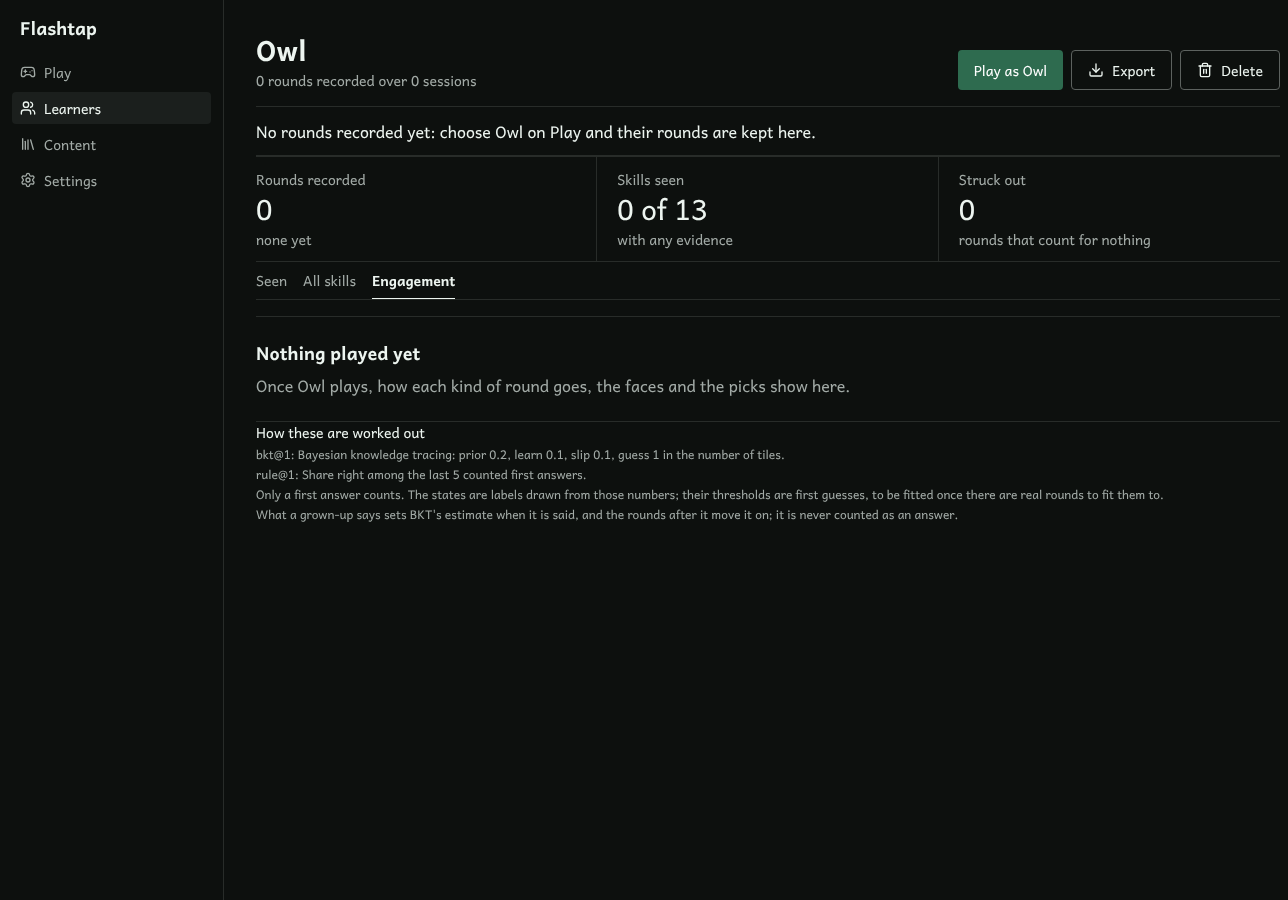 Flashtap
Play
Learners
Content
Settings
Owl
0 rounds recorded over 0 sessions
Play as Owl
Export
Delete
No rounds recorded yet: choose Owl on Play and their rounds are kept here.
Rounds recorded
0
none yet
Skills seen
0 of 13
with any evidence
Struck out
0
rounds that count for nothing
Seen
All skills
Engagement
Nothing played yet
Once Owl plays, how each kind of round goes, the faces and the picks show here.
How these are worked out
bkt@1: Bayesian knowledge tracing: prior 0.2, learn 0.1, slip 0.1, guess 1 in the number of tiles.
rule@1: Share right among the last 5 counted first answers.
Only a first answer counts. The states are labels drawn from those numbers; their thresholds are first guesses, to be fitted once there are real rounds to fit them to.
What a grown-up says sets BKT's estimate when it is said, and the rounds after it move it on; it is never counted as an answer.